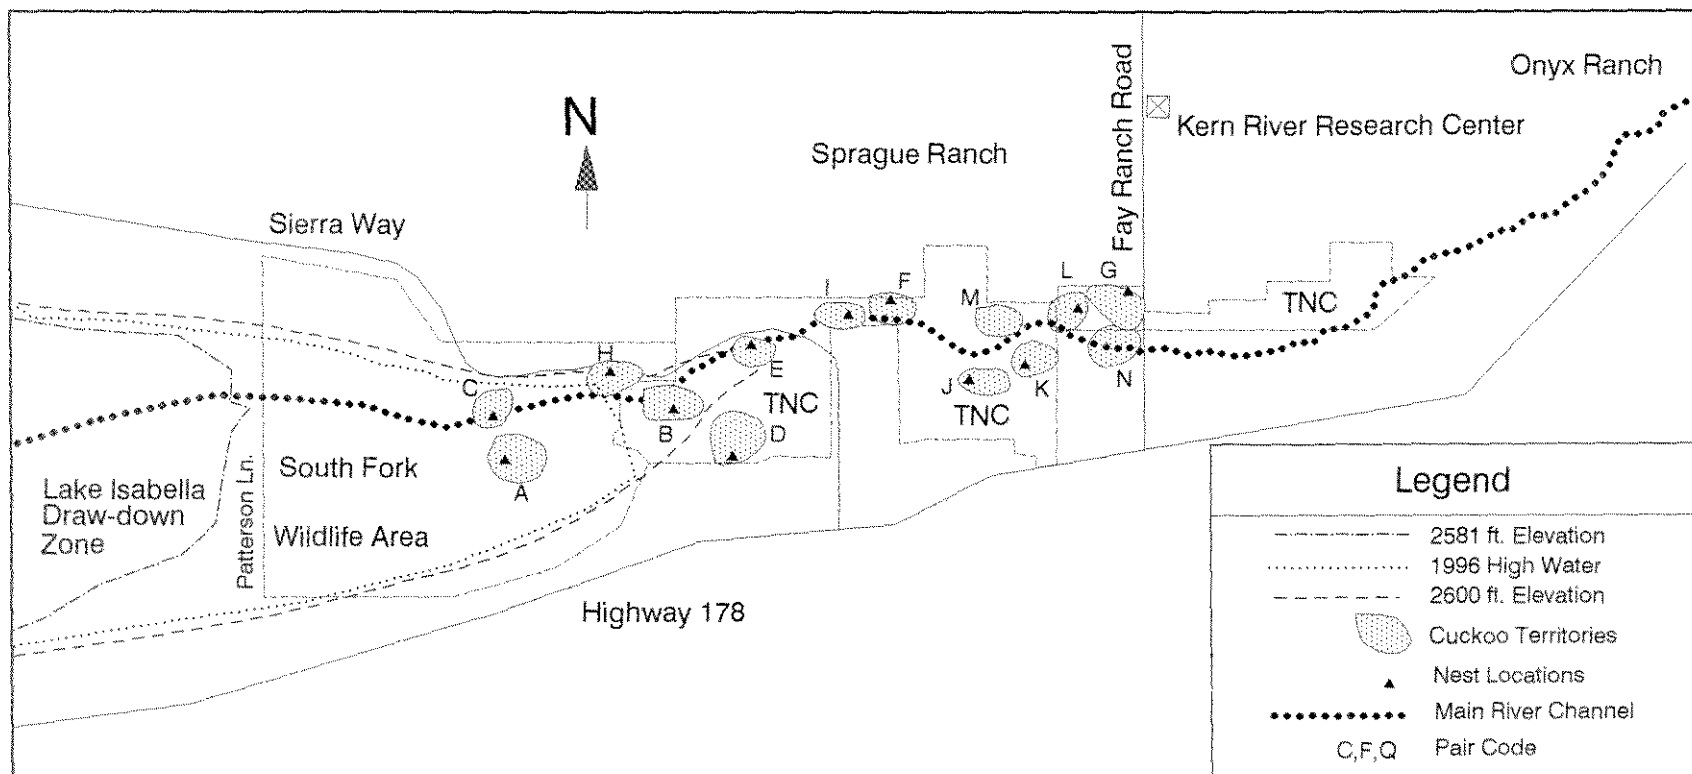 Onyx Ranch
N
Fay Ranch Road
Kern River Research Center
Sprague Ranch
Sierra Way
I
F
M
L
G
TNC
H
E
C
B
TNC
D
J
TNC
K
N
A
South Fork
Wildlife Area
Patterson Ln.
Lake Isabella
Draw-down
Zone
Highway 178
Legend
2581 ft. Elevation
1996 High Water
2600 ft. Elevation
Cuckoo Territories
Nest Locations
Main River Channel
C,F,Q Pair Code